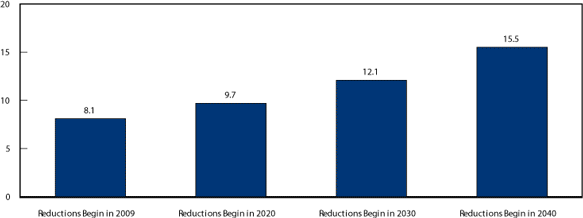 20
15
10
5
0
8.1
9.7
12.1
15.5
Reductions Begin in 2009
Reductions Begin in 2020
Reductions Begin in 2030
Reductions Begin in 2040